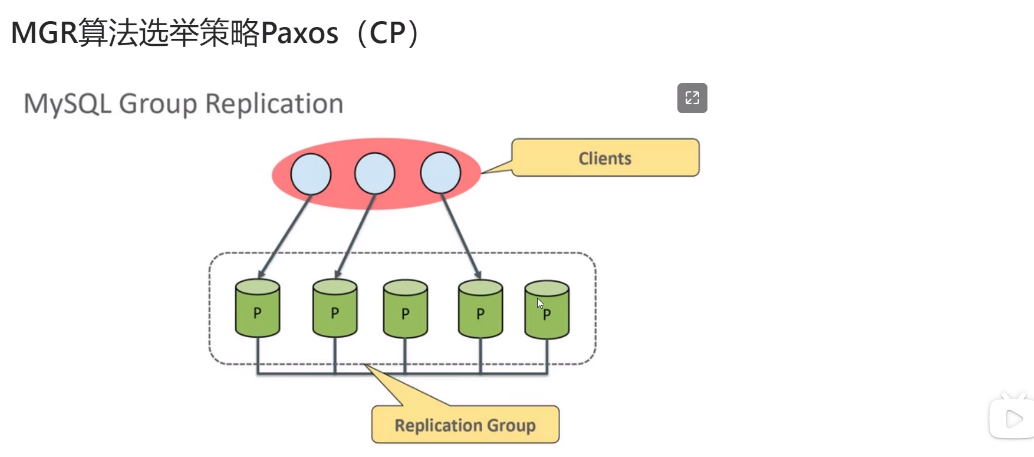 MGR算法选举策略Paxos（CP）
MySQL Group Replication
Clients
P P P P P
Replication Group